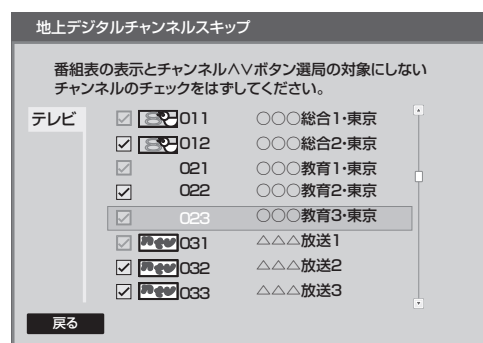 地上デジタルチャンネルスキップ
番組表の表示とチャンネル∧∨ボタン選局の対象にしない
チャンネルのチェックをはずしてください。
テレビ 011 ○○○総合1・東京
012 ○○○総合2・東京
021 ○○○教育1・東京
022 ○○○教育2・東京
023 ○○○教育3・東京
031 △△△放送1
032 △△△放送2
033 △△△放送3
戻る